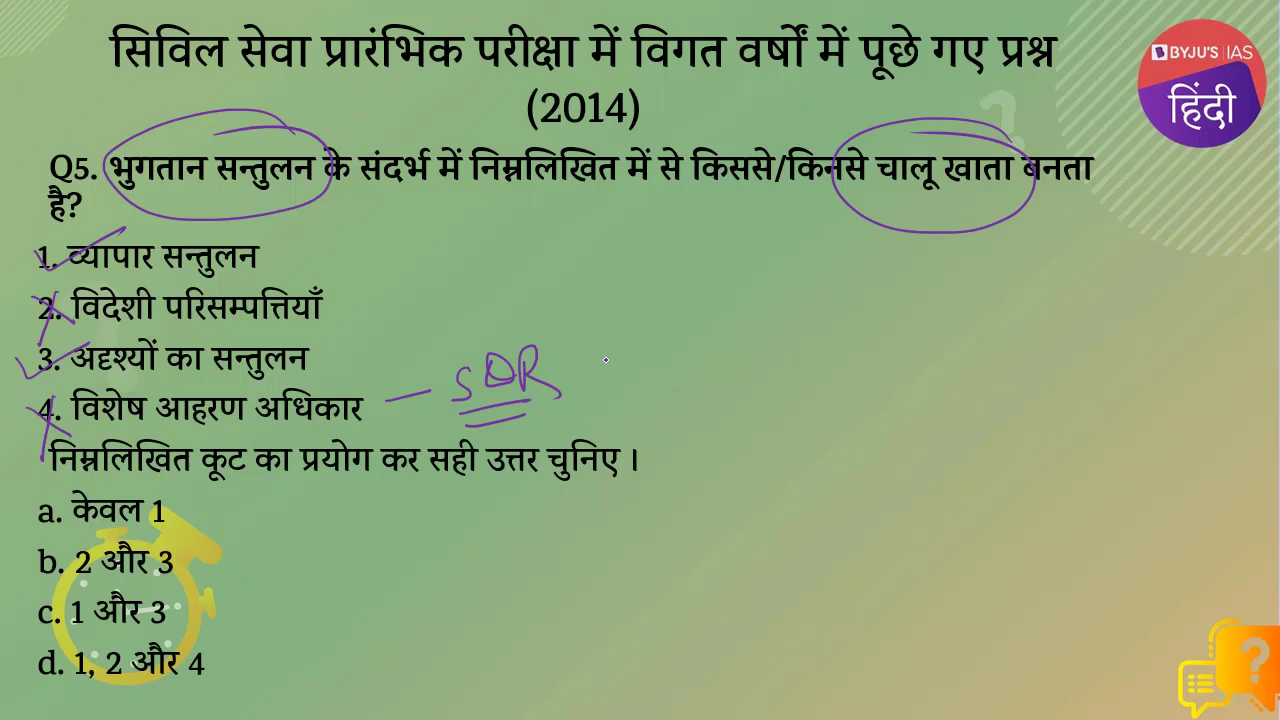 सिविल सेवा प्रारंभिक परीक्षा में विगत वर्षों में पूछे गए प्रश्न
(2014)
BYJU'S IAS
हिंदी
Q5. भुगतान सन्तुलन के संदर्भ में निम्नलिखित में से किससे/किनसे चालू खाता बनता
है?
1. व्यापार सन्तुलन
2. विदेशी परिसम्पत्तियाँ
3. अदृश्यों का सन्तुलन
4. विशेष आहरण अधिकार — SDR
निम्नलिखित कूट का प्रयोग कर सही उत्तर चुनिए ।
a. केवल 1
b. 2 और 3
c. 1 और 3
d. 1, 2 और 4